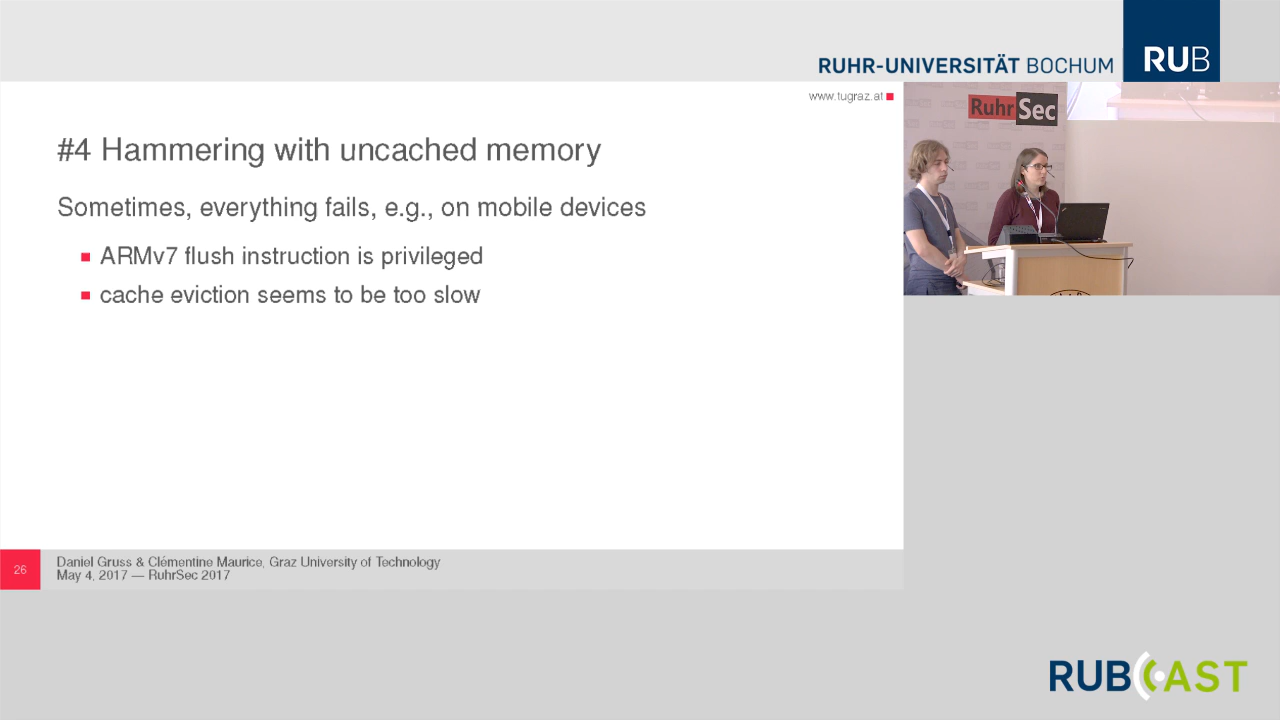 RUHR-UNIVERSITÄT BOCHUM
RUB
www.tugraz.at
RuhrSec
#4 Hammering with uncached memory
Sometimes, everything fails, e.g., on mobile devices
ARMv7 flush instruction is privileged
cache eviction seems to be too slow
26
Daniel Gruss & Clémentine Maurice, Graz University of Technology
May 4, 2017 — RuhrSec 2017
RUBCAST